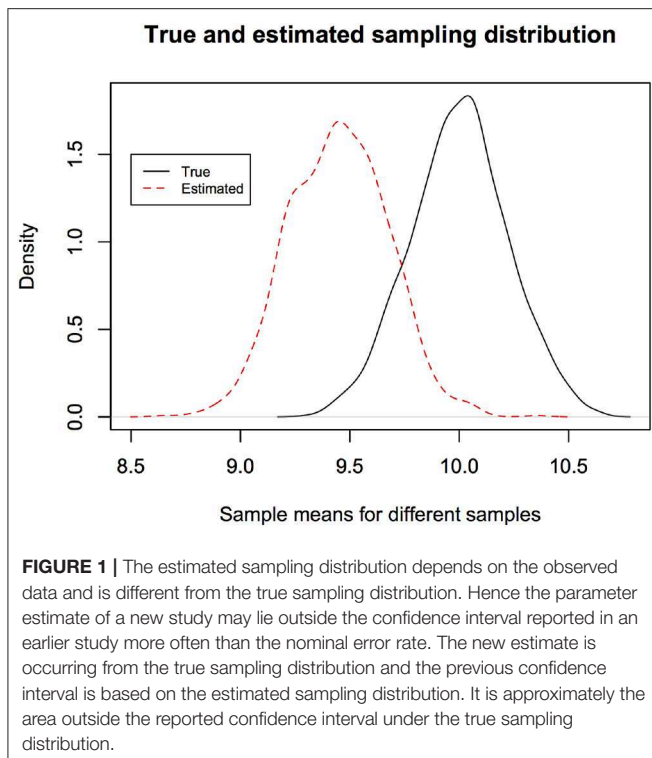 True and estimated sampling distribution
Density
0.0
0.5
1.0
1.5
True
Estimated
8.5 9.0 9.5 10.0 10.5
Sample means for different samples
FIGURE 1 | The estimated sampling distribution depends on the observed
data and is different from the true sampling distribution. Hence the parameter
estimate of a new study may lie outside the confidence interval reported in an
earlier study more often than the nominal error rate. The new estimate is
occurring from the true sampling distribution and the previous confidence
interval is based on the estimated sampling distribution. It is approximately the
area outside the reported confidence interval under the true sampling
distribution.